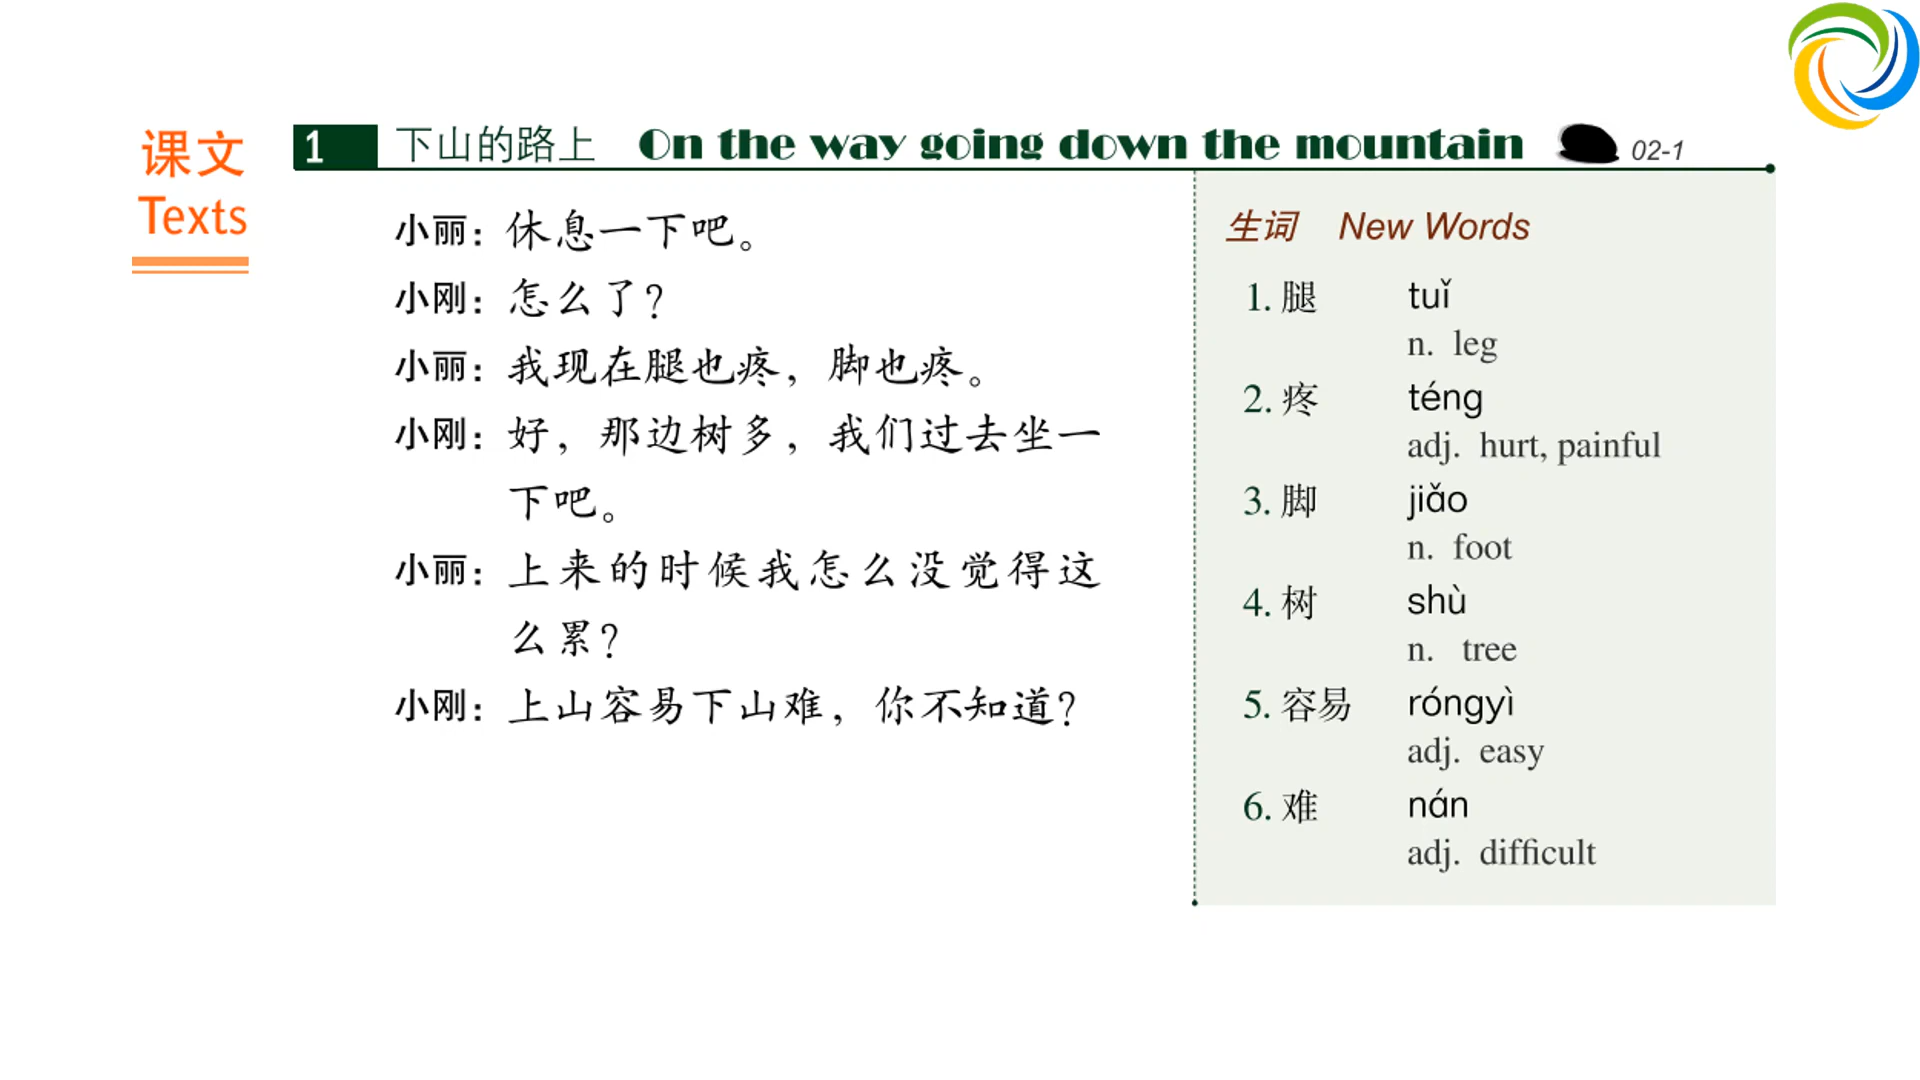 课文
Texts
1 下山的路上 On the way going down the mountain 02-1
小丽：休息一下吧。
小刚：怎么了？
小丽：我现在腿也疼，脚也疼。
小刚：好，那边树多，我们过去坐一
下吧。
小丽：上来的时候我怎么没觉得这
么累？
小刚：上山容易下山难，你不知道？
生词 New Words
1. 腿 tuǐ
n. leg
2. 疼 téng
adj. hurt, painful
3. 脚 jiǎo
n. foot
4. 树 shù
n. tree
5. 容易 róngyì
adj. easy
6. 难 nán
adj. difficult